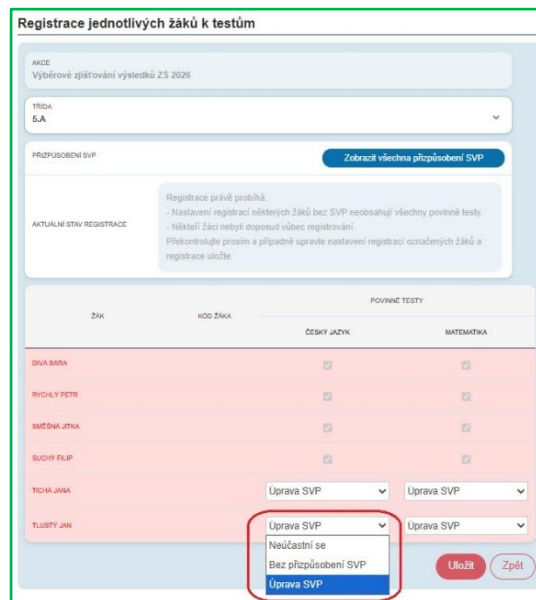 Registrace jednotlivých žáků k testům
AKCE
Výběrové zjišťování výsledků ZŠ 2026
TŘÍDA
5.A
PŘIZPŮSOBENÍ SVP
Zobrazit všechna přizpůsobení SVP
AKTUÁLNÍ STAV REGISTRACE
Registrace právě probíhá.
- Nastavení registrací některých žáků bez SVP neobsahují všechny povinné testy.
- Někteří žáci nebyli doposud vůbec registrováni.
Překontrolujte prosím a případně upravte nastavení registrací označených žáků a
registrace uložte.
ŽÁK KÓD ŽÁKA POVINNÉ TESTY
ČESKÝ JAZYK MATEMATIKA
DIVÁ BÁRA
RYCHLÝ PETR
SMĚŠNÁ JITKA
SUCHÝ FILIP
TICHÁ JANA Úprava SVP Úprava SVP
TLUSTÝ JAN Úprava SVP Úprava SVP
Neúčastní se
Bez přizpůsobení SVP
Úprava SVP
Uložit Zpět